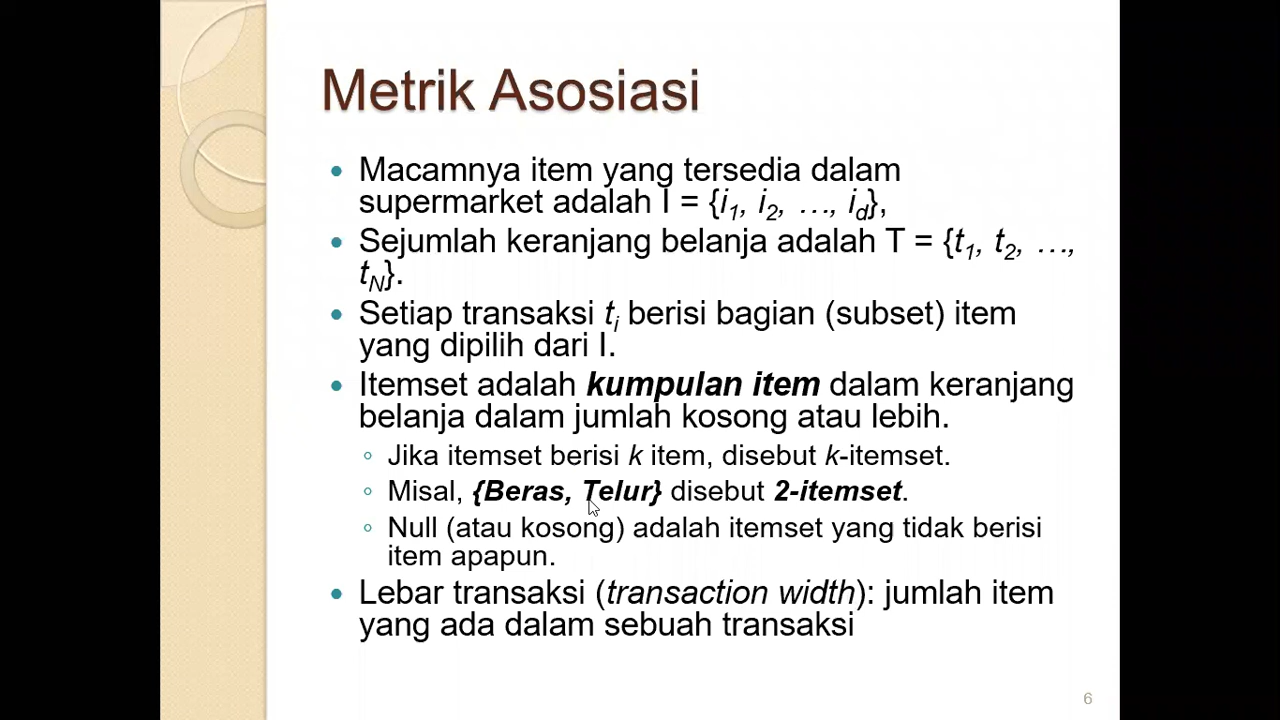 Metrik Asosiasi
• Macamnya item yang tersedia dalam
supermarket adalah I = {i1, i2, …, id},
• Sejumlah keranjang belanja adalah T = {t1, t2, …,
tN}.
• Setiap transaksi ti berisi bagian (subset) item
yang dipilih dari I.
• Itemset adalah kumpulan item dalam keranjang
belanja dalam jumlah kosong atau lebih.
◦ Jika itemset berisi k item, disebut k-itemset.
◦ Misal, {Beras, Telur} disebut 2-itemset.
◦ Null (atau kosong) adalah itemset yang tidak berisi
item apapun.
• Lebar transaksi (transaction width): jumlah item
yang ada dalam sebuah transaksi
6